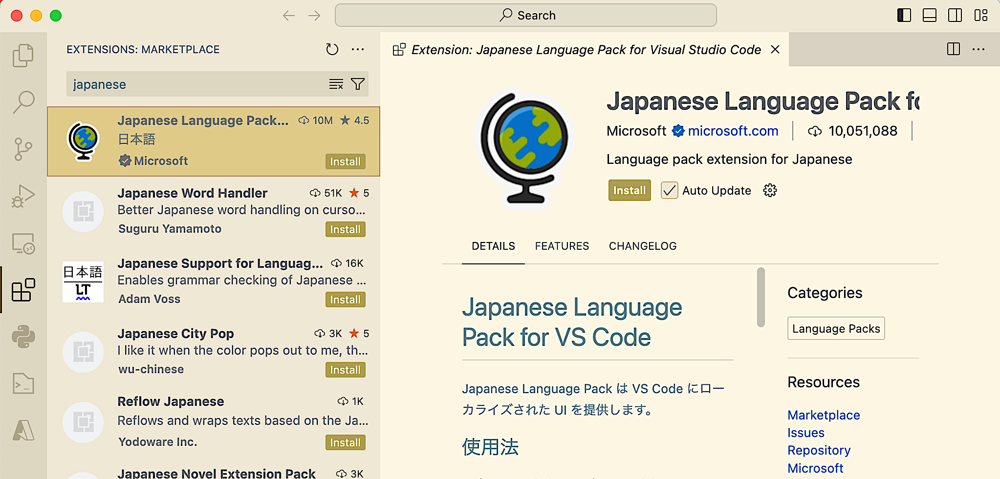 Search
EXTENSIONS: MARKETPLACE
japanese
Japanese Language Pack... 10M ★ 4.5
日本語
Microsoft
Install
Japanese Word Handler 51K ★ 5
Better Japanese word handling on curso...
Suguru Yamamoto
Install
日本語
LT
Japanese Support for Languag... 16K
Enables grammar checking of Japanese ...
Adam Voss
Install
Japanese City Pop 3K ★ 5
I like it when the color pops out to me, th...
wu-chinese
Install
Reflow Japanese 1K
Reflows and wraps texts based on the Ja...
Yodoware Inc.
Install
Japanese Novel Extension Pack 3K
Extension: Japanese Language Pack for Visual Studio Code
Japanese Language Pack
Microsoft microsoft.com 10,051,088
Language pack extension for Japanese
Install Auto Update
DETAILS FEATURES CHANGELOG
Japanese Language
Pack for VS Code
Japanese Language Pack は VS Code にロー
カライズされた UI を提供します。
使用法
Categories
Language Packs
Resources
Marketplace
Issues
Repository
Microsoft